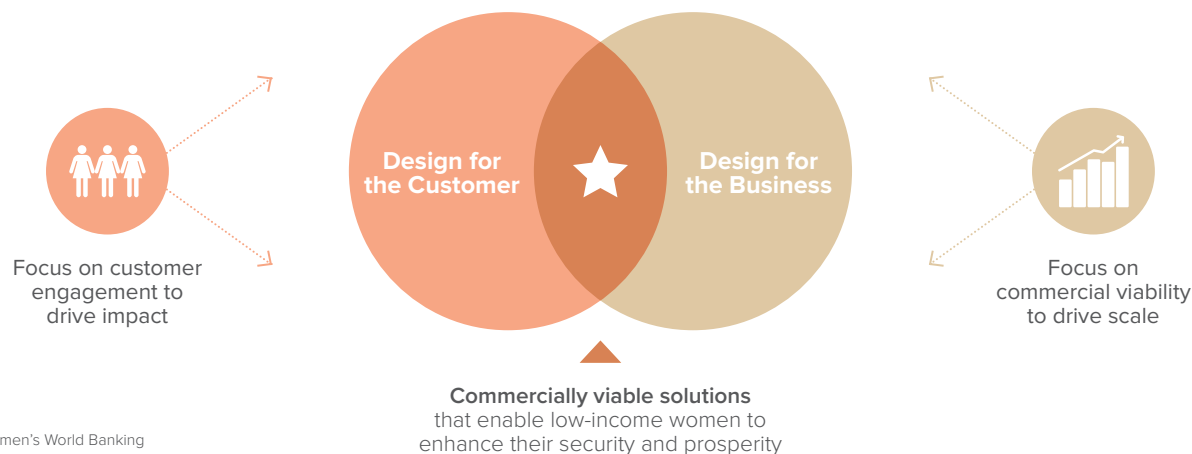 Design for
the Customer
Design for
the Business
Focus on customer
engagement to
drive impact
Focus on
commercial viability
to drive scale
Commercially viable solutions
that enable low-income women to
enhance their security and prosperity
men's World Banking